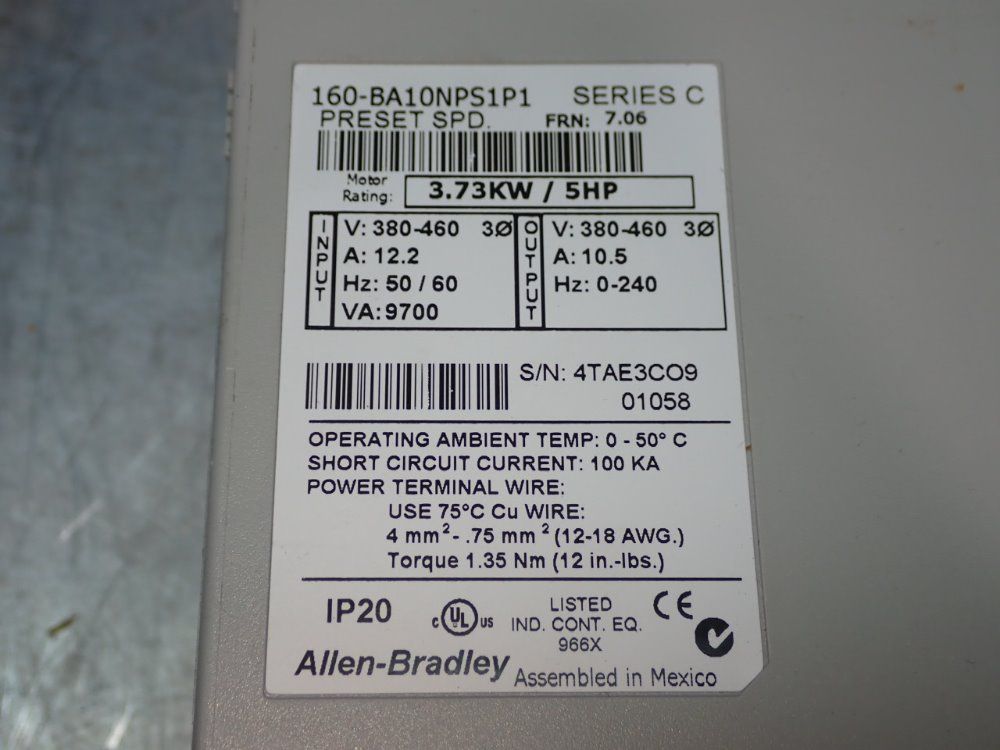 160-BA10NPS1P1 SERIES C
PRESET SPD. FRN: 7.06
Motor Rating: 3.73KW / 5HP
INPUT
V: 380-460 3Ø
A: 12.2
Hz: 50 / 60
VA: 9700
OUTPUT
V: 380-460 3Ø
A: 10.5
Hz: 0-240
S/N: 4TAE3CO9
01058
OPERATING AMBIENT TEMP: 0 - 50° C
SHORT CIRCUIT CURRENT: 100 KA
POWER TERMINAL WIRE:
USE 75°C Cu WIRE:
4 mm²- .75 mm² (12-18 AWG.)
Torque 1.35 Nm (12 in.-lbs.)
IP20
c UL us
LISTED
IND. CONT. EQ.
966X
CE
Allen-Bradley
Assembled in Mexico